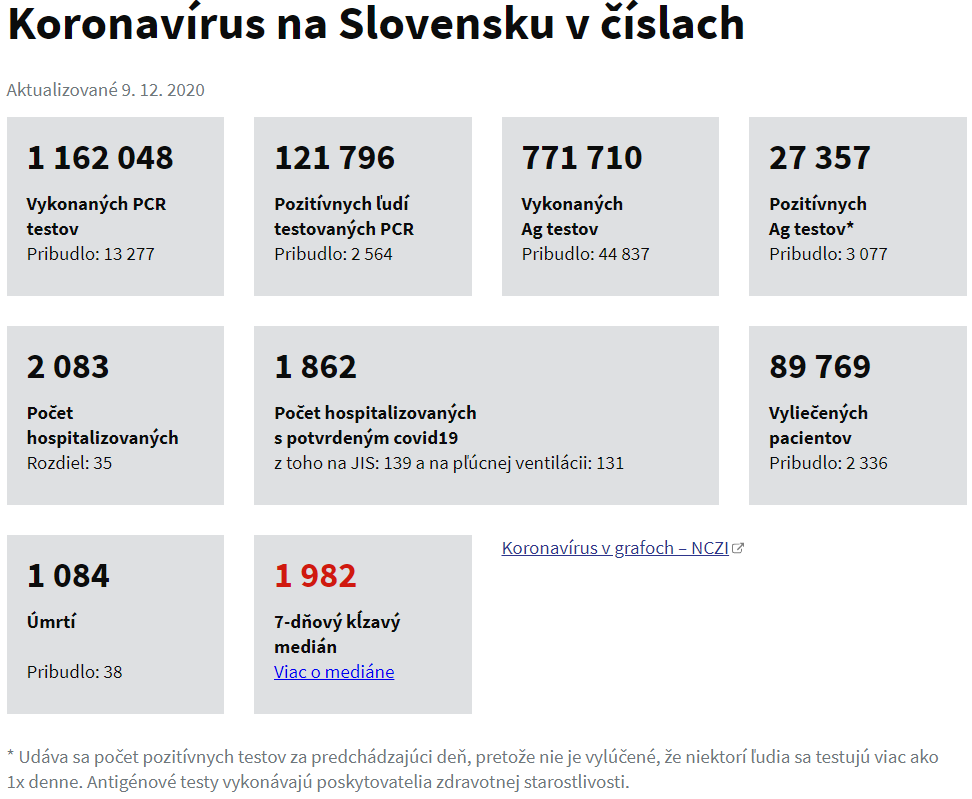 Koronavírus na Slovensku v číslach
Aktualizované 9. 12. 2020
1 162 048
Vykonaných PCR
testov
Pribudlo: 13 277
121 796
Pozitívnych ľudí
testovaných PCR
Pribudlo: 2 564
771 710
Vykonaných
Ag testov
Pribudlo: 44 837
27 357
Pozitívnych
Ag testov*
Pribudlo: 3 077
2 083
Počet
hospitalizovaných
Rozdiel: 35
1 862
Počet hospitalizovaných
s potvrdeným covid19
z toho na JIS: 139 a na pľúcnej ventilácii: 131
89 769
Vyliečených
pacientov
Pribudlo: 2 336
1 084
Úmrtí
Pribudlo: 38
1 982
7-dňový kĺzavý
medián
Viac o mediáne
Koronavírus v grafoch – NCZI
* Udáva sa počet pozitívnych testov za predchádzajúci deň, pretože nie je vylúčené, že niektorí ľudia sa testujú viac ako
1x denne. Antigénové testy vykonávajú poskytovatelia zdravotnej starostlivosti.